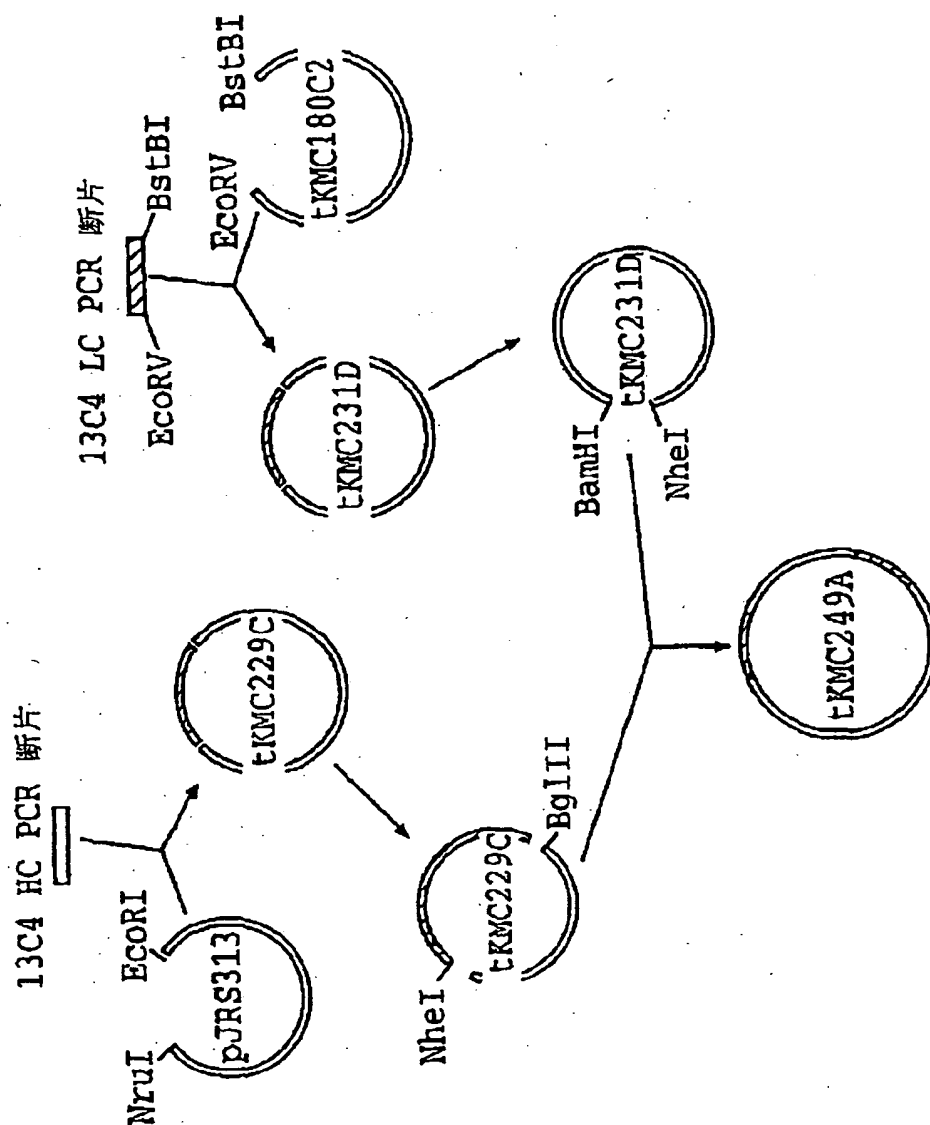 13C4 HC PCR 断片
NruI
EcoRI
pJRS313
tKMC229C
NheI
tKMC229C
BglII
13C4 LC PCR 断片
EcoRV
BstBI
EcoRV
BstBI
tKMC180C2
tKMC231D
BamHI
tKMC231D
NheI
tKMC249A